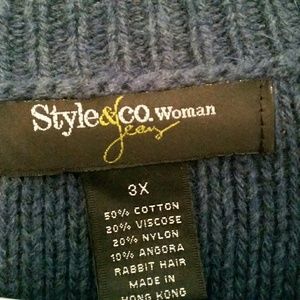 Style&co. Woman
Jeans
3X
50% COTTON
20% VISCOSE
20% NYLON
10% ANGORA
RABBIT HAIR
MADE IN
HONG KONG